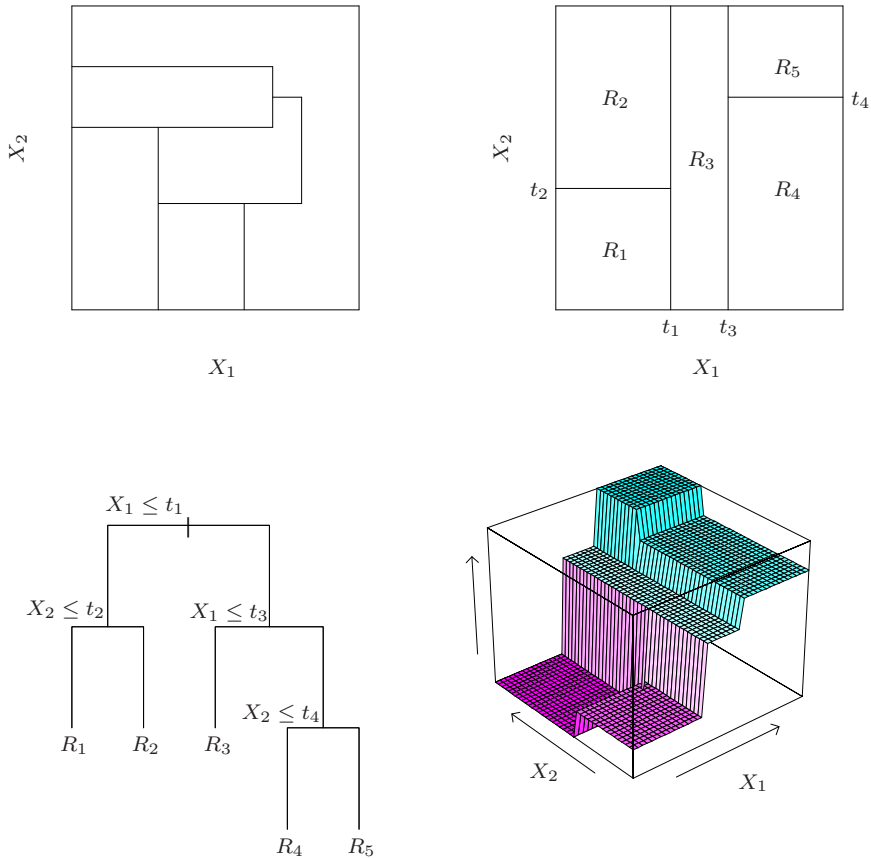 X₂
X₁
R₂
R₅
t₄
X₂
R₃
t₂
R₄
R₁
t₁
t₃
X₁
X₁ ≤ t₁
X₂ ≤ t₂
X₁ ≤ t₃
X₂ ≤ t₄
R₁
R₂
R₃
R₄
R₅
X₂
X₁